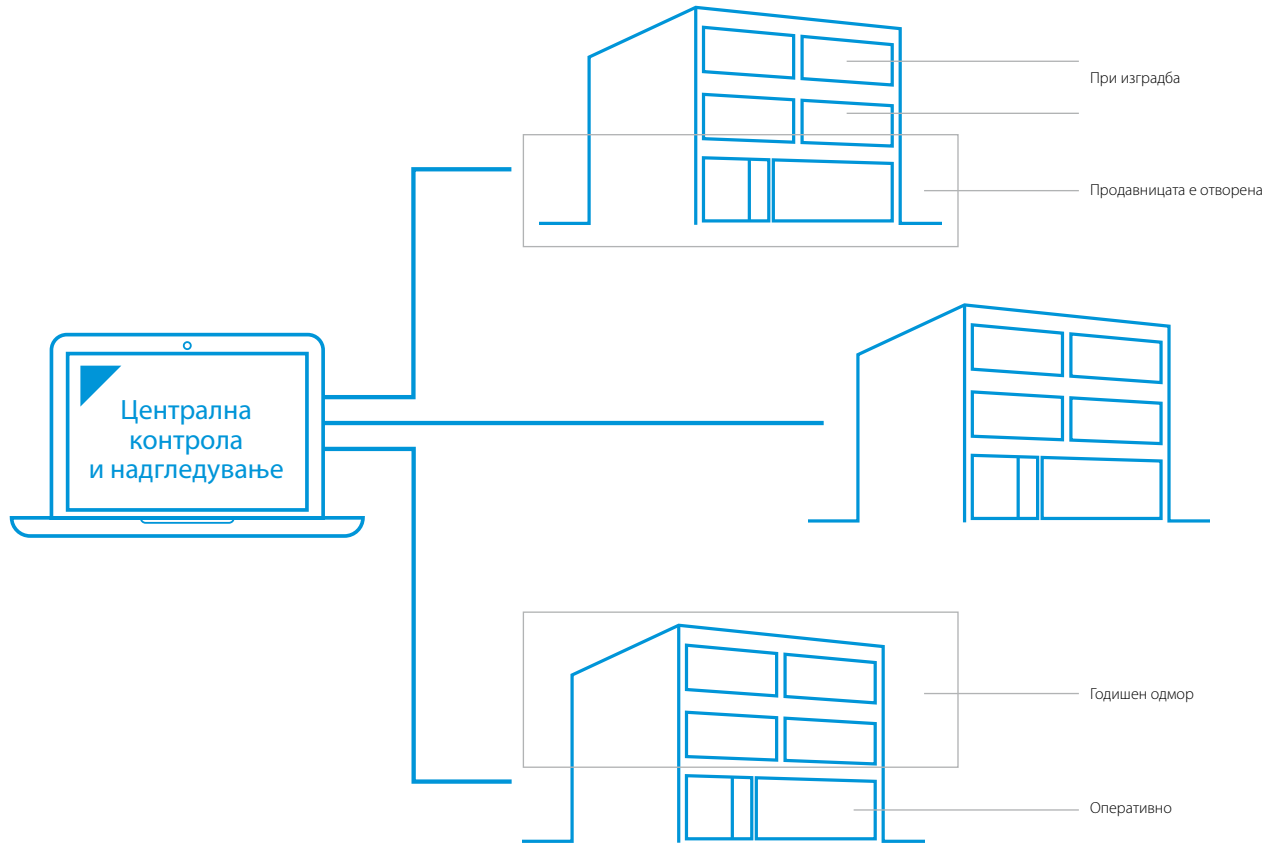 При изградба
Продавницата е отворена
Централна
контрола
и надгледување
Годишен одмор
Оперативно